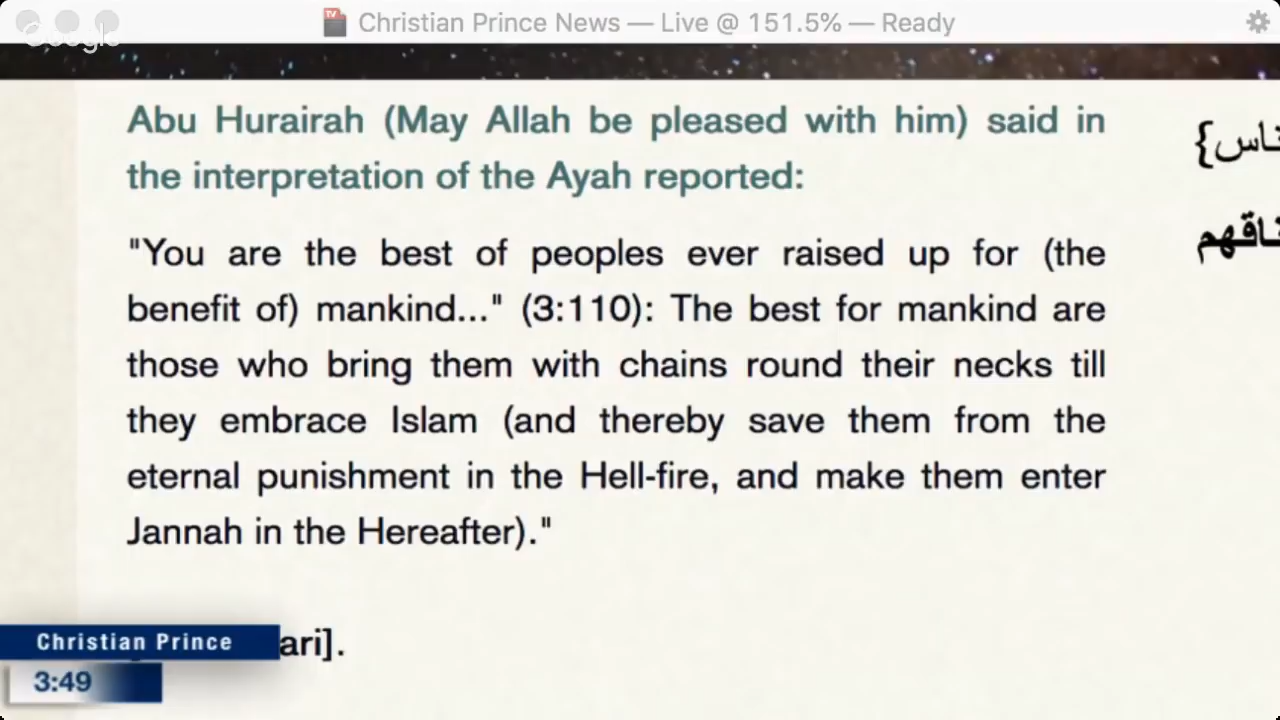 Christian Prince News — Live @ 151.5% — Ready
Google
Abu Hurairah (May Allah be pleased with him) said in
the interpretation of the Ayah reported:
"You are the best of peoples ever raised up for (the
benefit of) mankind..." (3:110): The best for mankind are
those who bring them with chains round their necks till
they embrace Islam (and thereby save them from the
eternal punishment in the Hell-fire, and make them enter
Jannah in the Hereafter)."
ari].
Christian Prince
3:49